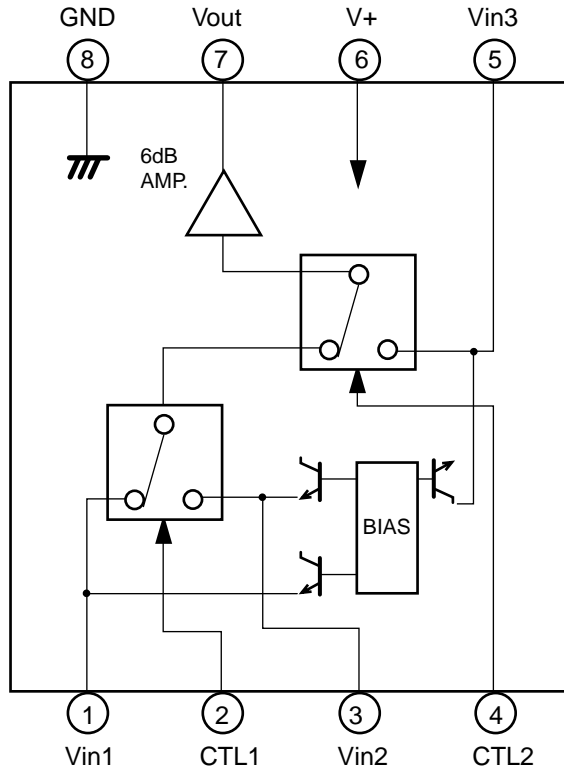 GND Vout V+ Vin3
8 7 6 5
6dB
AMP.
BIAS
1 2 3 4
Vin1 CTL1 Vin2 CTL2